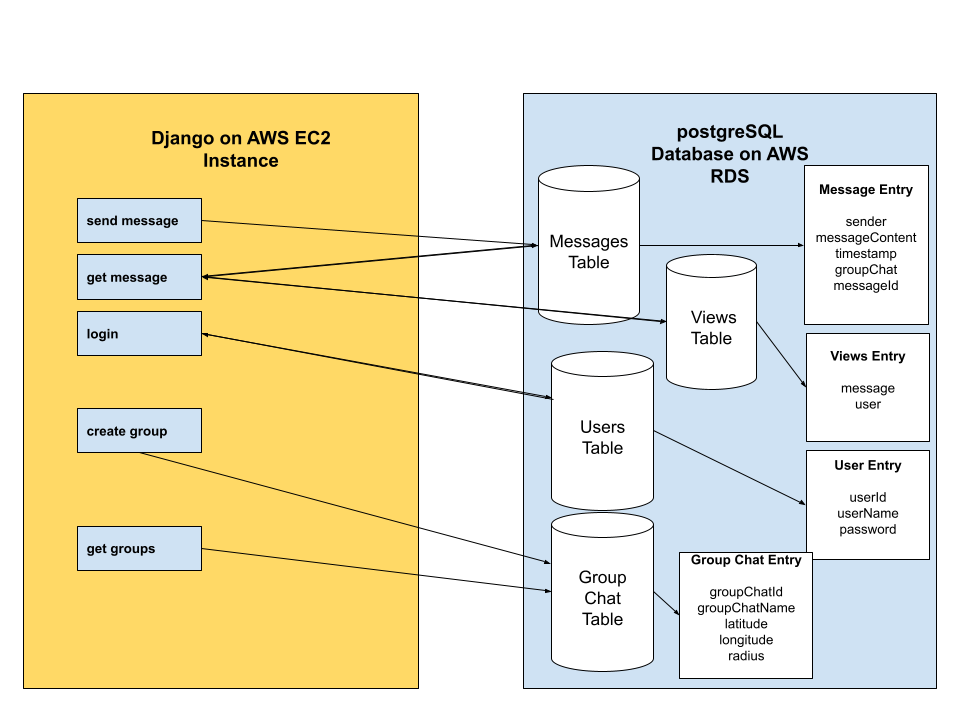 Django on AWS EC2
Instance
send message
get message
login
create group
get groups
postgreSQL
Database on AWS
RDS
Messages
Table
Views
Table
Users
Table
Group
Chat
Table
Message Entry
sender
messageContent
timestamp
groupChat
messageId
Views Entry
message
user
User Entry
userId
userName
password
Group Chat Entry
groupChatId
groupChatName
latitude
longitude
radius